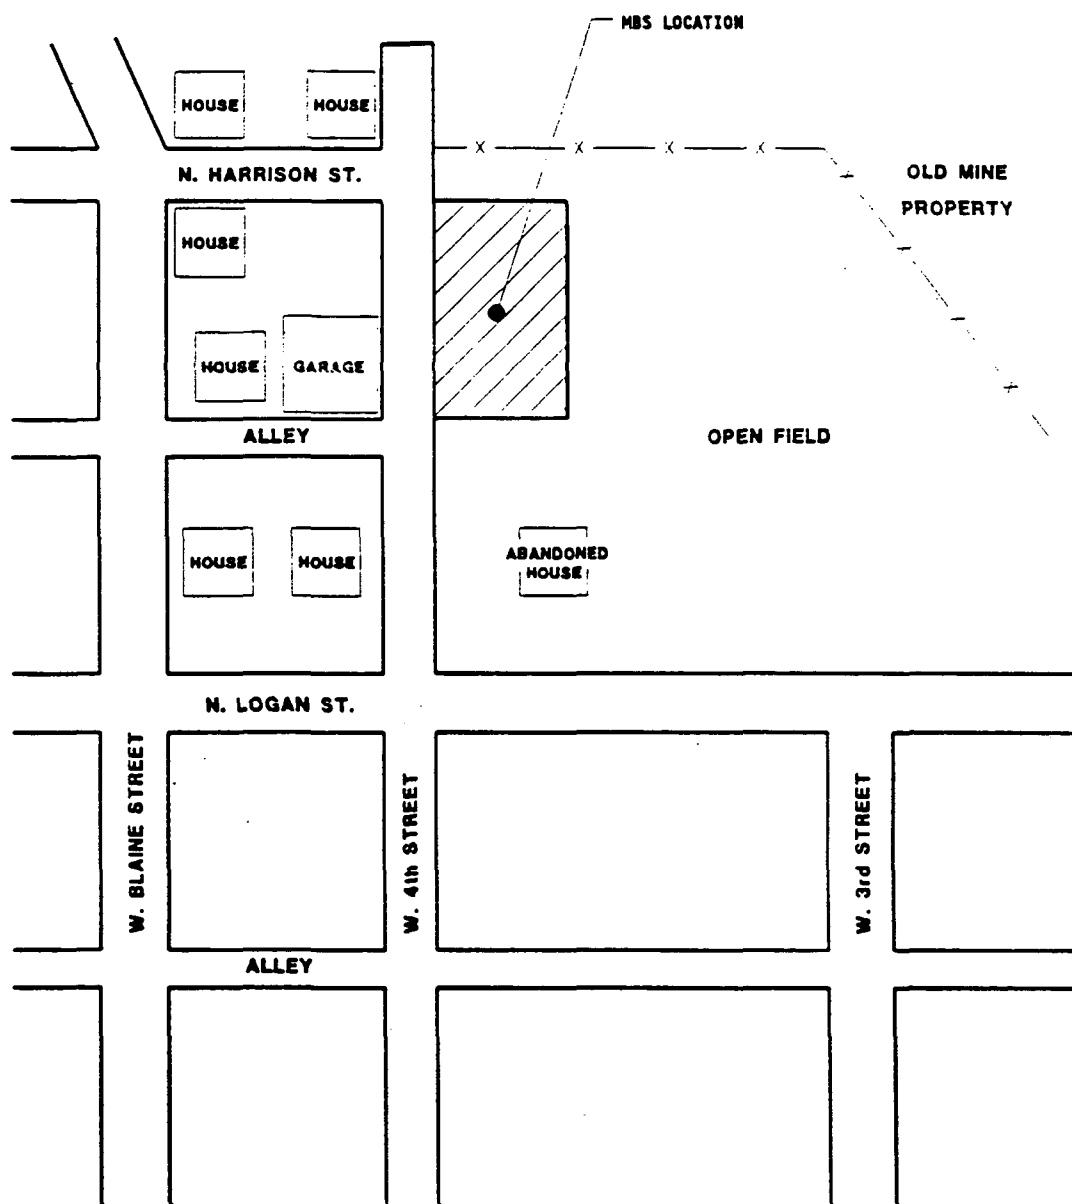 MBS LOCATION
HOUSE
HOUSE
N. HARRISON ST.
OLD MINE
PROPERTY
HOUSE
HOUSE
GARAGE
ALLEY
OPEN FIELD
HOUSE
HOUSE
ABANDONED
HOUSE
N. LOGAN ST.
W. BLAINE STREET
W. 4th STREET
W. 3rd STREET
ALLEY